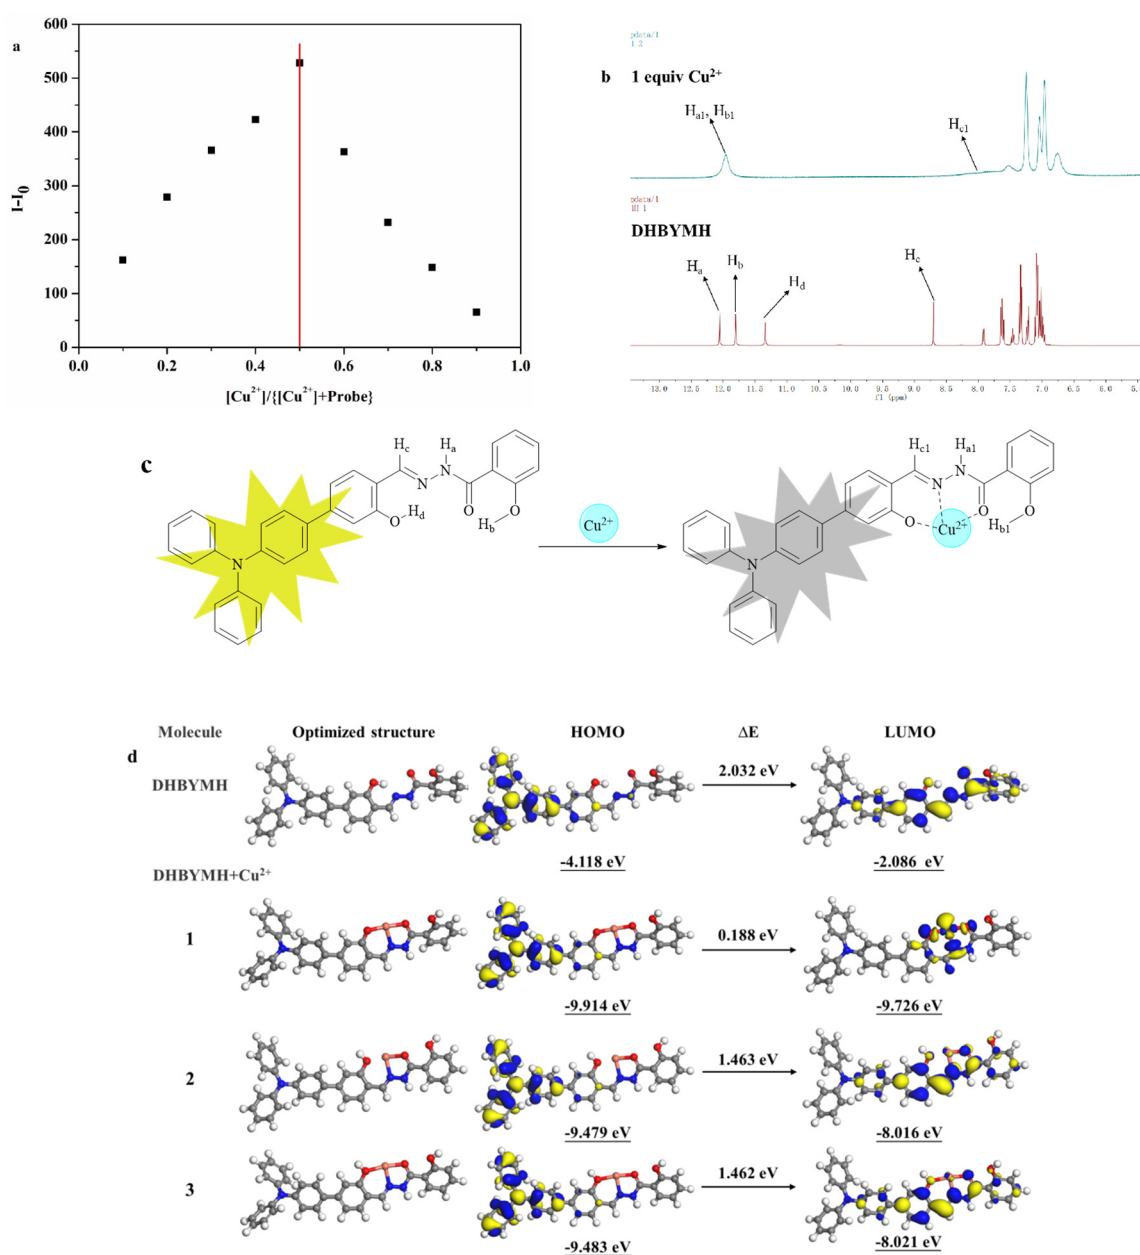 a
600
500
400
300
200
100
0
I-I0
0.0 0.2 0.4 0.6 0.8 1.0
[Cu2+]/{[Cu2+]+Probe}
pdata/1
1 2
b 1 equiv Cu2+
Ha1, Hb1
Hc1
pdata/1
DHBYMH
Ha
Hb
Hd
Hc
13.0 12.5 12.0 11.5 11.0 10.5 10.0 9.5 9.0 8.5 8.0 7.5 7.0 6.5 6.0
f1 (ppm)
c
Hc Ha
N N
H
O
O Hd
Hb O
N
Cu2+
Hc1 Ha1
N N
H
O
O
Cu2+
Hb1 O
N
d
Molecule Optimized structure HOMO ΔE LUMO
DHBYMH 2.032 eV
-4.118 eV -2.086 eV
DHBYMH+Cu2+
1 0.188 eV
-9.914 eV -9.726 eV
2 1.463 eV
-9.479 eV -8.016 eV
3 1.462 eV
-9.483 eV -8.021 eV